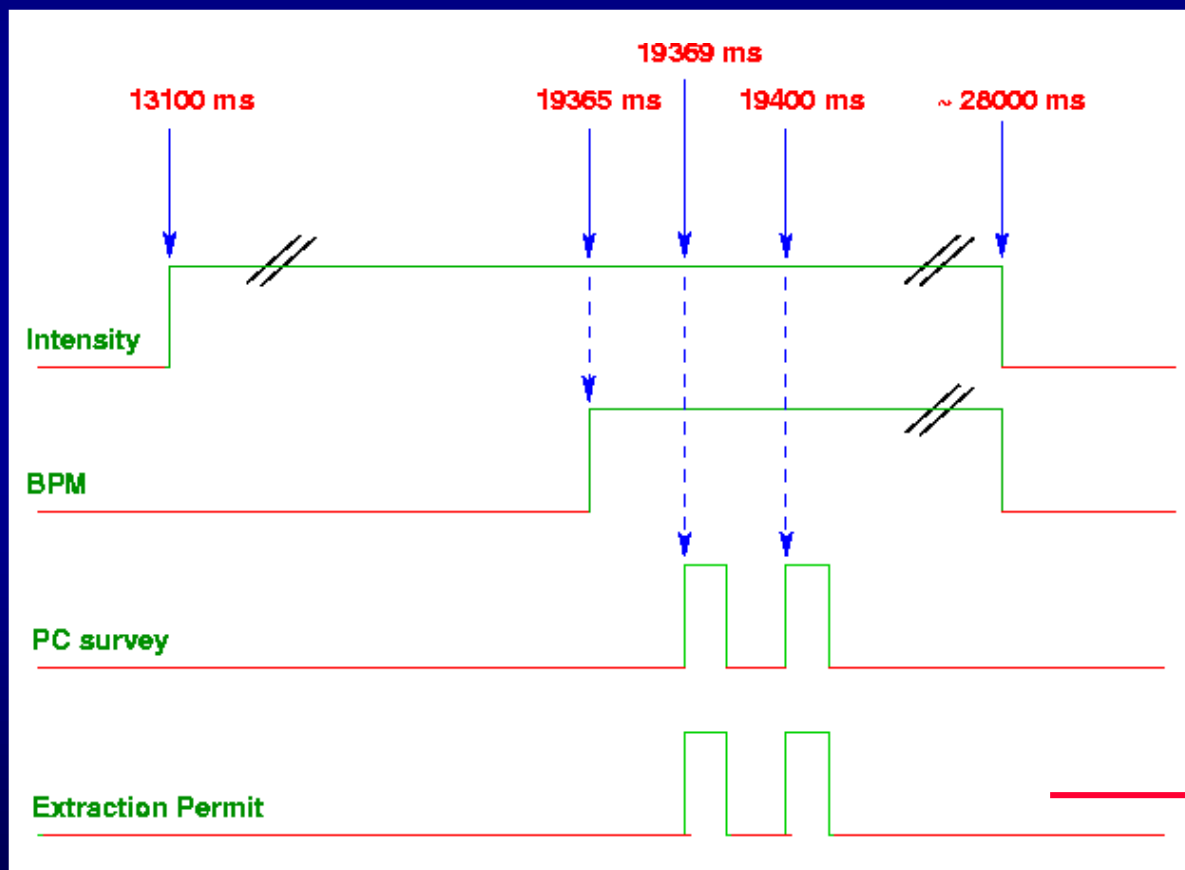 19369 ms
13100 ms
19365 ms
19400 ms
~ 28000 ms
Intensity
BPM
PC survey
Extraction Permit